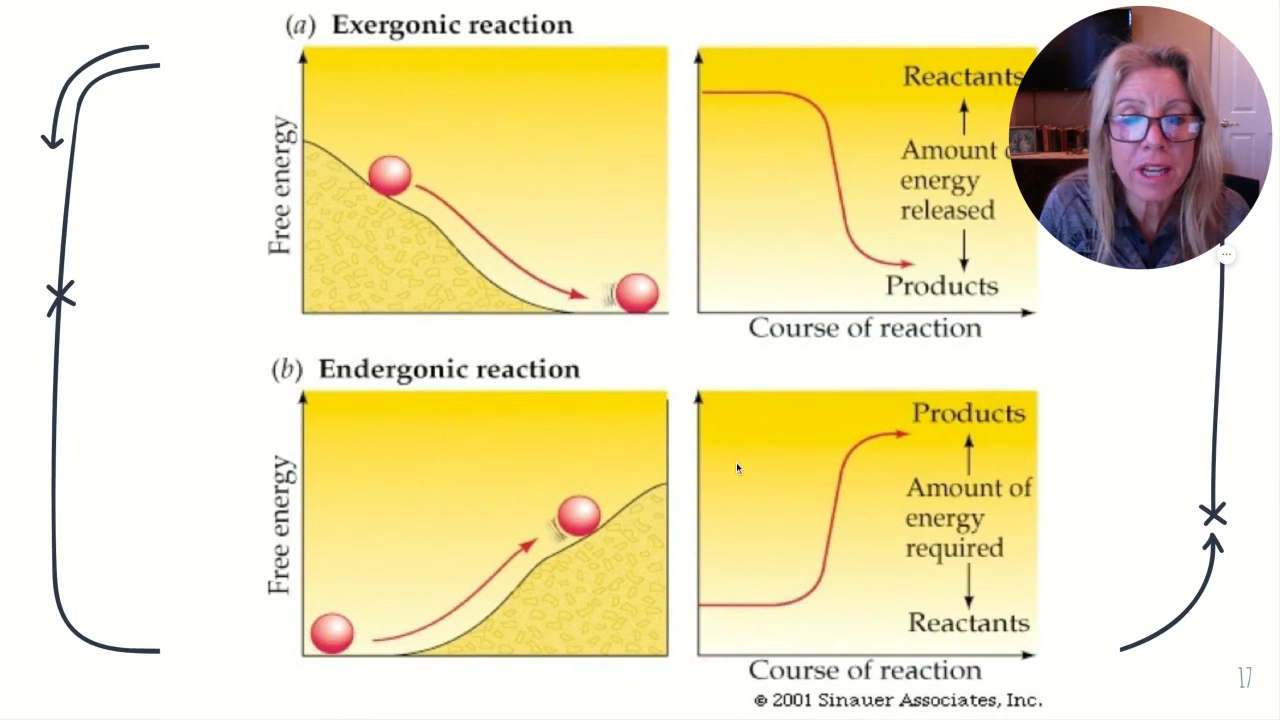 (a) Exergonic reaction
Free energy
Reactants
Amount
energy
released
Products
Course of reaction
(b) Endergonic reaction
Free energy
Products
Amount of
energy
required
Reactants
Course of reaction
© 2001 Sinauer Associates, Inc.
17